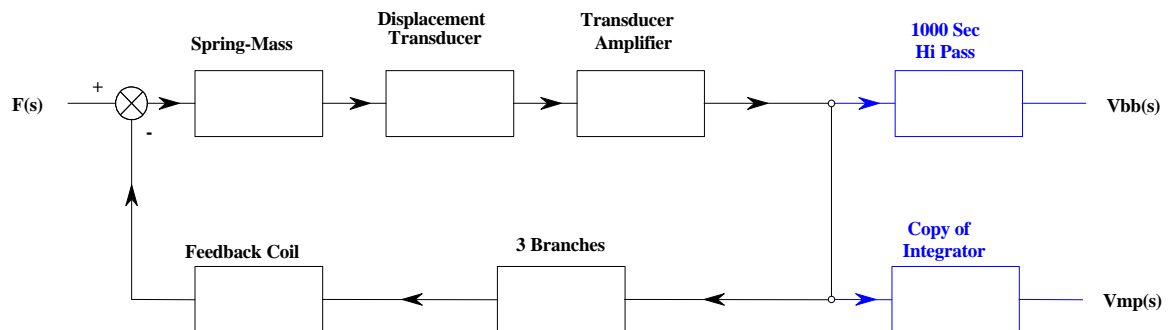 Spring-Mass
Displacement
Transducer
Transducer
Amplifier
1000 Sec
Hi Pass
F(s)
+
-
Vbb(s)
Feedback Coil
3 Branches
Copy of
Integrator
Vmp(s)